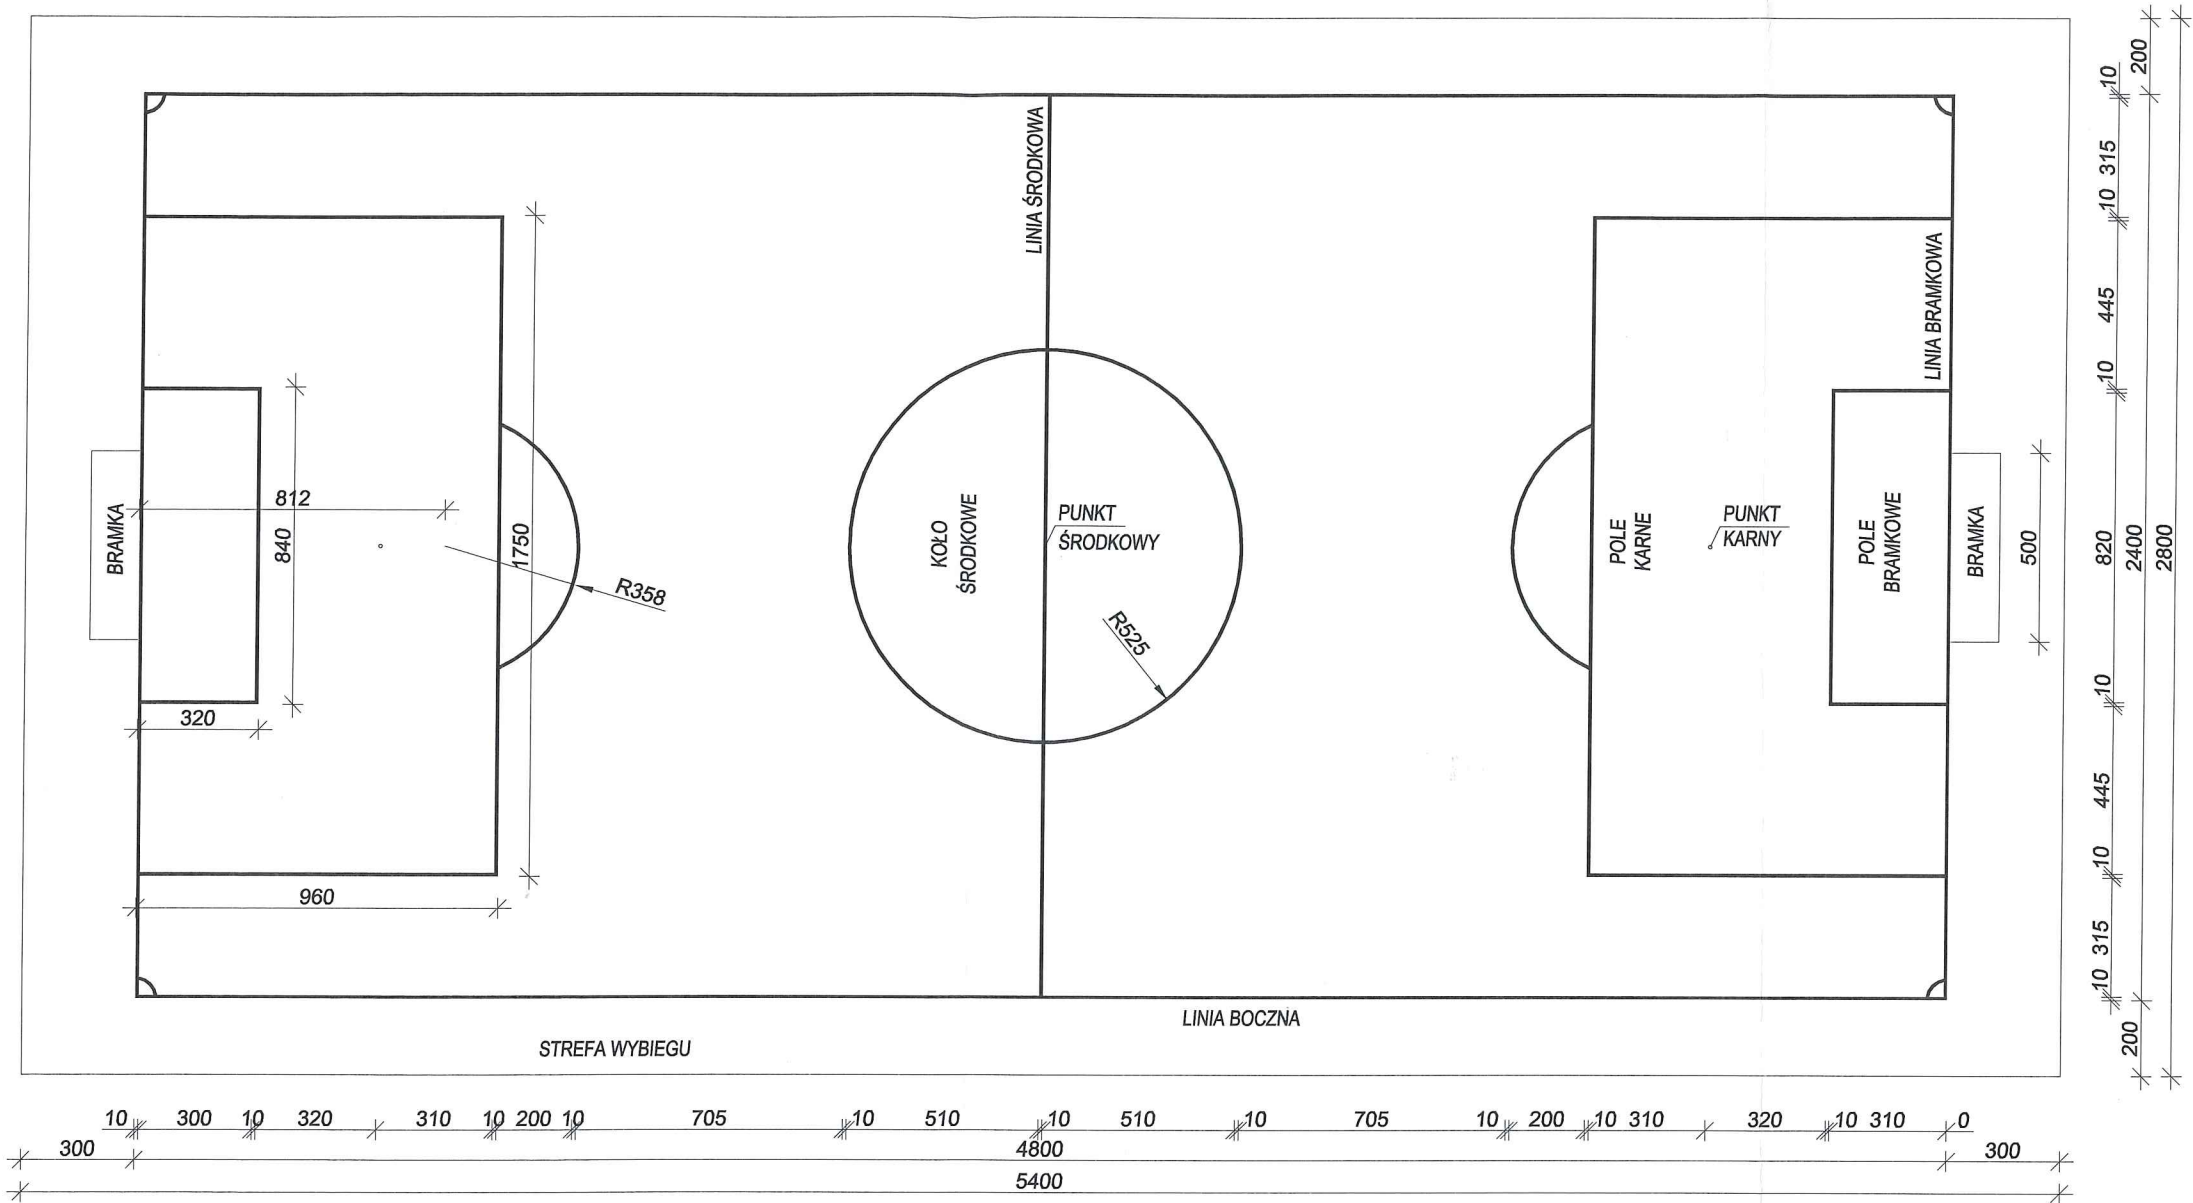 LINIA ŚRODKOWA
LINIA BRAMKOWA
BRAMKA
812
840
320
960
1750
R358
KOŁO
ŚRODKOWE
PUNKT
ŚRODKOWY
R525
POLE
KARNE
PUNKT
KARNY
POLE
BRAMKOWE
BRAMKA
500
LINIA BOCZNA
STREFA WYBIEGU
10 315 10 445 10 820 10 445 10 315 10
200 2400 200
2800
10 300 10 320 310 10 200 10 705 10 510 10 510 10 705 10 200 10 310 320 10 310 0
300 4800 300
5400